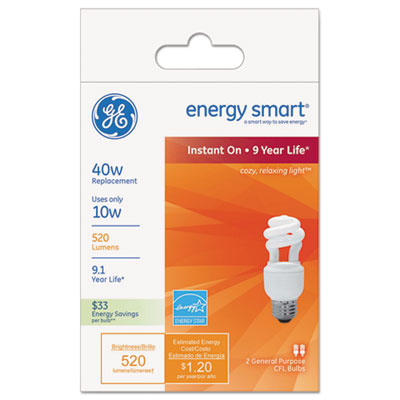 GE
energy smart®
a smart way to save energy®
Instant On • 9 Year Life*
cozy, relaxing light™
40w
Replacement
Uses only
10w
520
Lumens
9.1
Year Life*
$33
Energy Savings
per bulb**
energy
ENERGY STAR
Brightness/Brillo
520
lumens/lumenes†
Estimated Energy
Cost/Costo
Estimado de Energía
$1.20
per year/por año
2 General Purpose
CFL Bulbs